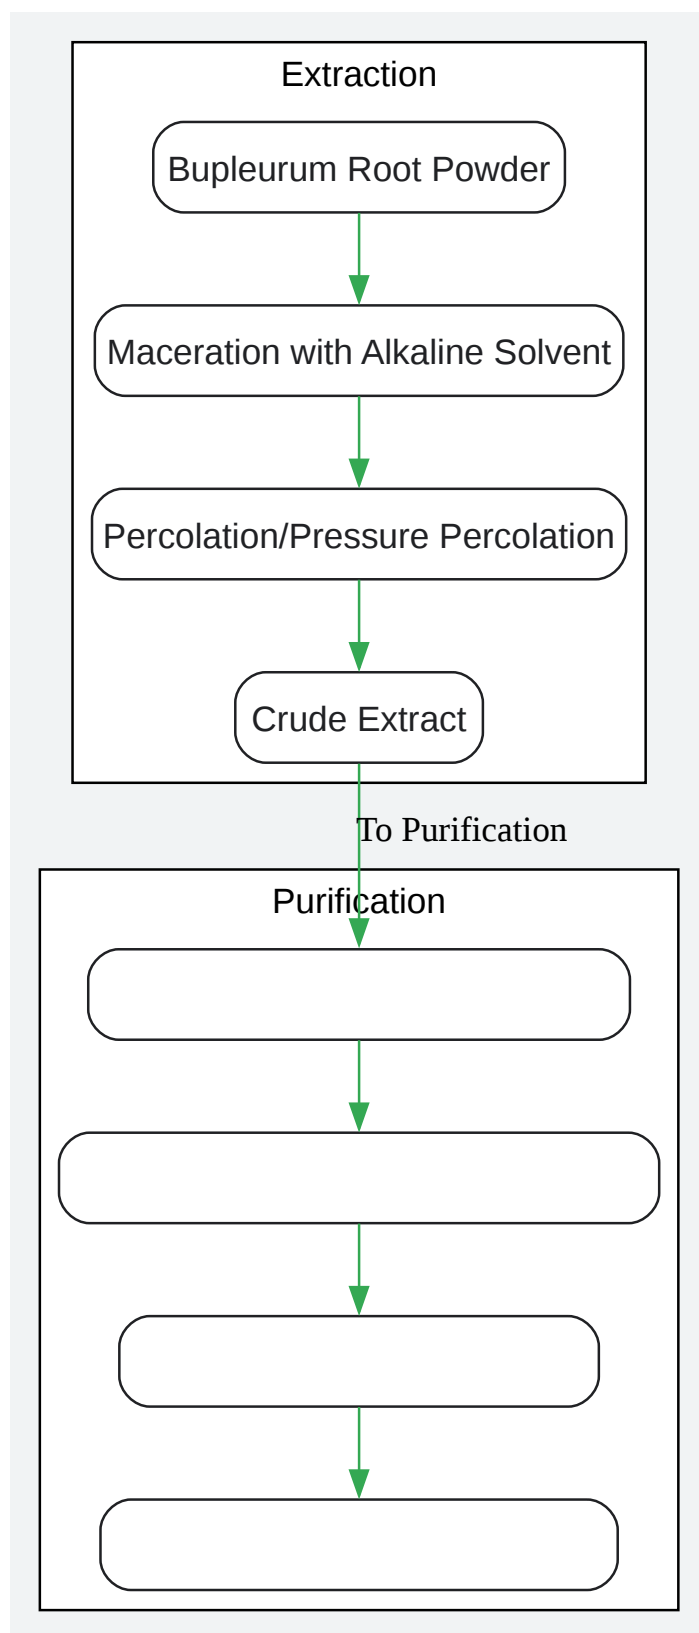 Extraction
Bupleurum Root Powder
Maceration with Alkaline Solvent
Percolation/Pressure Percolation
Crude Extract
To Purification
Purification